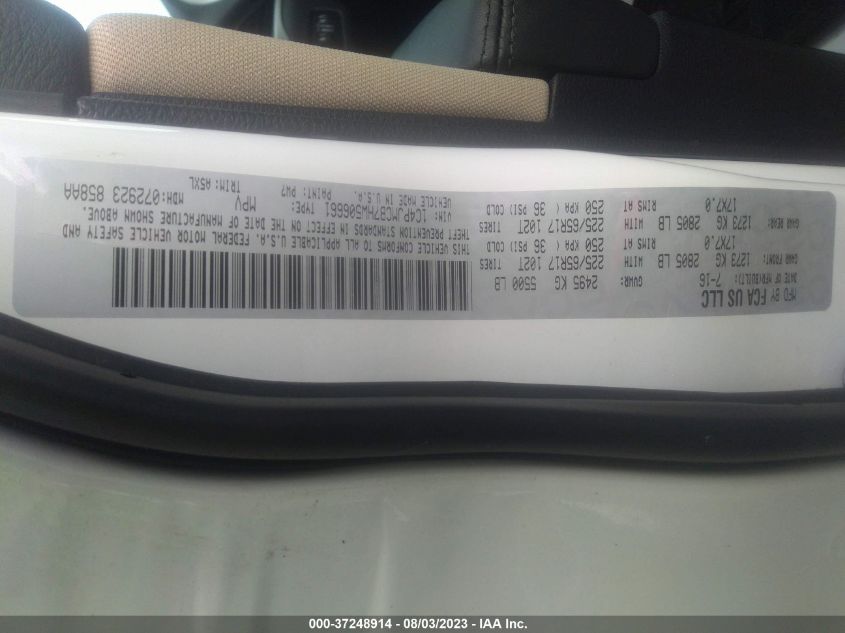 MFD BY FCA US LLC
DATE OF MFR(BUILT): 7-16
GVWR: 2495 KG 5500 LB
GAWR FRONT: 1273 KG 2805 LB WITH TIRES 225/65R17 102T
17X7.0 RIMS AT 250 KPA ( 36 PSI) COLD
GAWR REAR: 1273 KG 2805 LB WITH TIRES 225/65R17 102T
17X7.0 RIMS AT 250 KPA ( 36 PSI) COLD
THIS VEHICLE CONFORMS TO ALL APPLICABLE U.S.A. FEDERAL MOTOR VEHICLE SAFETY AND
THEFT PREVENTION STANDARDS IN EFFECT ON THE DATE OF MANUFACTURE SHOWN ABOVE.
VIN: 1C4PJMCB7HW506661 TYPE: MPV MDH: 072923 858AA
VEHICLE MADE IN U.S.A. PAINT: PW7 TRIM: A5XL
000-37248914 - 08/03/2023 - IAA Inc.